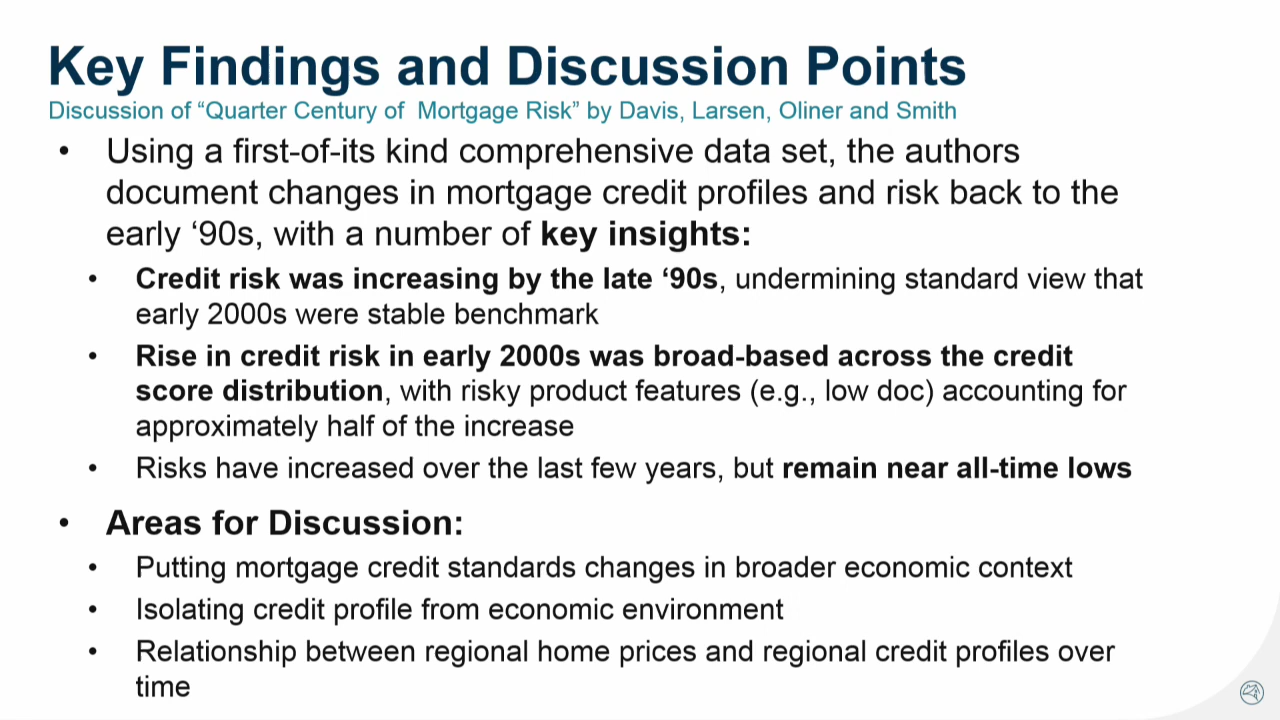 Key Findings and Discussion Points
Discussion of “Quarter Century of  Mortgage Risk” by Davis, Larsen, Oliner and Smith
• Using a first-of-its kind comprehensive data set, the authors
document changes in mortgage credit profiles and risk back to the
early ‘90s, with a number of key insights:
• Credit risk was increasing by the late ‘90s, undermining standard view that
early 2000s were stable benchmark
• Rise in credit risk in early 2000s was broad-based across the credit
score distribution, with risky product features (e.g., low doc) accounting for
approximately half of the increase
• Risks have increased over the last few years, but remain near all-time lows
• Areas for Discussion:
• Putting mortgage credit standards changes in broader economic context
• Isolating credit profile from economic environment
• Relationship between regional home prices and regional credit profiles over
time